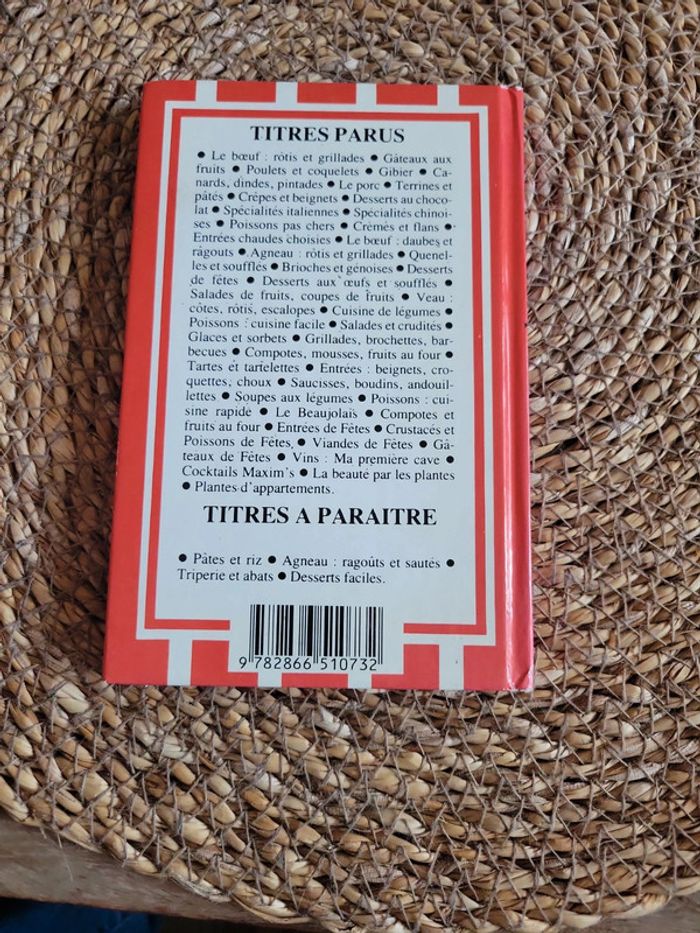 TITRES PARUS
● Le bœuf : rôtis et grillades ● Gâteaux aux
fruits ● Poulets et coquelets ● Gibier ● Ca-
nards, dindes, pintades ● Le porc ● Terrines et
pâtés ● Crêpes et beignets ● Desserts au choco-
lat ● Spécialités italiennes ● Spécialités chinoi-
ses ● Poissons pas chers ● Crèmes et flans ●
Entrées chaudes choisies ● Le bœuf : daubes et
ragoûts ● Agneau : rôtis et grillades ● Quenel-
les et soufflés ● Brioches et génoises ● Desserts
de fêtes ● Desserts aux œufs et soufflés ●
Salades de fruits, coupes de fruits ● Veau :
côtes, rôtis, escalopes ● Cuisine de légumes ●
Poissons : cuisine facile ● Salades et crudités ●
Glaces et sorbets ● Grillades, brochettes, bar-
becues ● Compotes, mousses, fruits au four ●
Tartes et tartelettes ● Entrées : beignets, cro-
quettes, choux ● Saucisses, boudins, andouil-
lettes ● Soupes aux légumes ● Poissons : cui-
sine rapide ● Le Beaujolais ● Compotes et
fruits au four ● Entrées de Fêtes ● Crustacés et
Poissons de Fêtes ● Viandes de Fêtes ● Gâ-
teaux de Fêtes ● Vins : Ma première cave ●
Cocktails Maxim's ● La beauté par les plantes
● Plantes d'appartements.
TITRES A PARAITRE
● Pâtes et riz ● Agneau : ragoûts et sautés ●
Triperie et abats ● Desserts faciles.
9 782866 510732